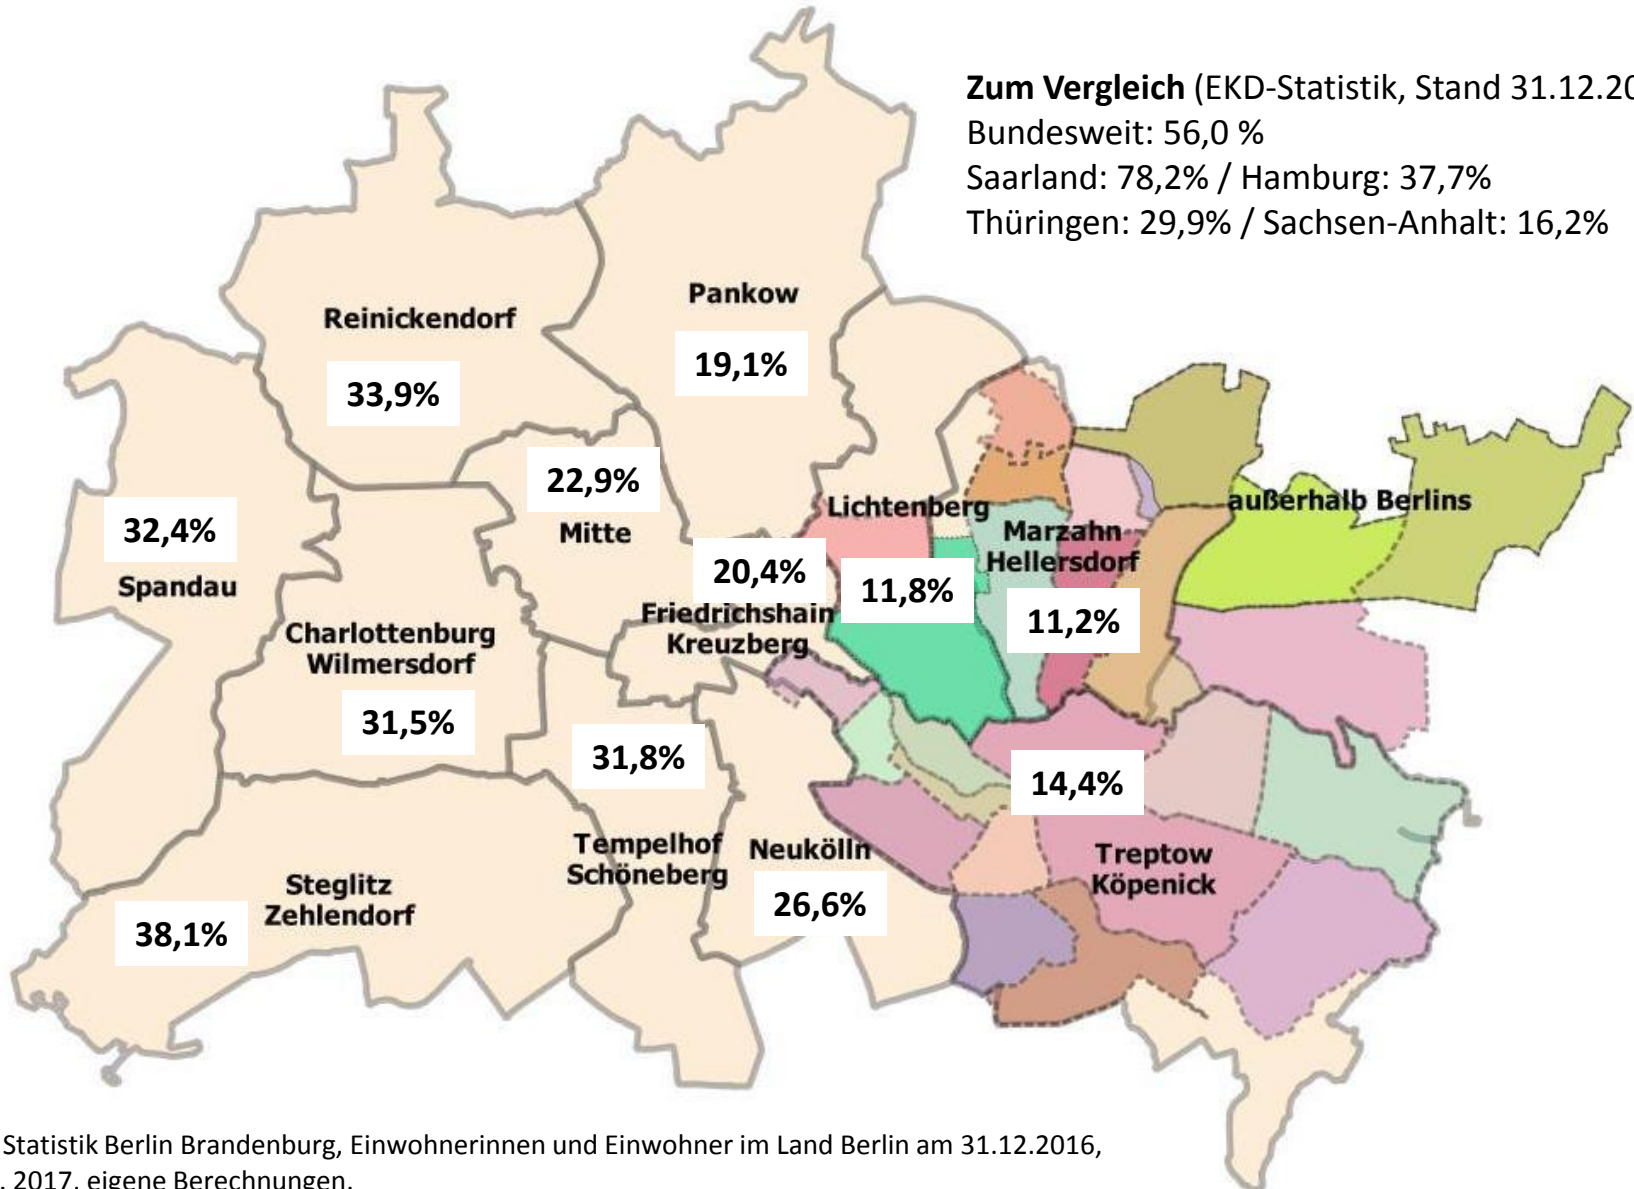 Zum Vergleich (EKD-Statistik, Stand 31.12.20
Bundesweit: 56,0 %
Saarland: 78,2% / Hamburg: 37,7%
Thüringen: 29,9% / Sachsen-Anhalt: 16,2%
Pankow
19,1%
Reinickendorf
33,9%
22,9%
Mitte
32,4%
Spandau
Lichtenberg
11,8%
Marzahn
Hellersdorf
11,2%
außerhalb Berlins
20,4%
Friedrichshain
Kreuzberg
Charlottenburg
Wilmersdorf
31,5%
31,8%
Tempelhof
Schöneberg
Neukölln
26,6%
14,4%
Treptow
Köpenick
Steglitz
Zehlendorf
38,1%
Statistik Berlin Brandenburg, Einwohnerinnen und Einwohner im Land Berlin am 31.12.2016,
. 2017, eigene Berechnungen.